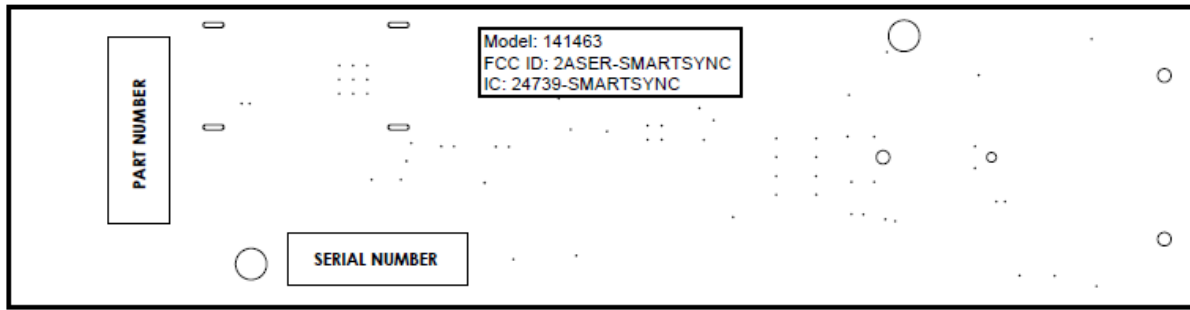 Model: 141463
FCC ID: 2ASER-SMARTSYNC
IC: 24739-SMARTSYNC
PART NUMBER
SERIAL NUMBER